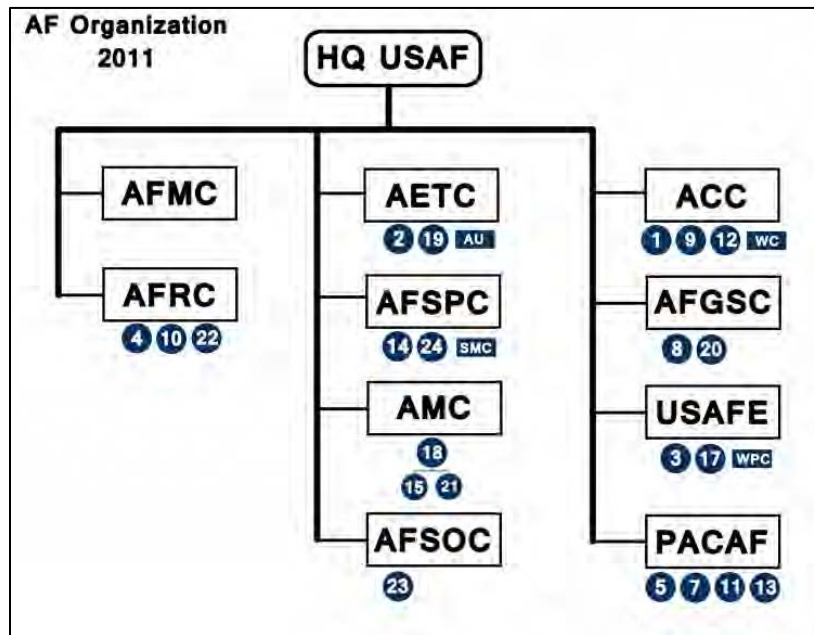 AF Organization
2011
HQ USAF
AFMC
AFRC
4 10 22
AETC
2 19 AU
AFSPC
14 24 SMC
AMC
18
15 21
AFSOC
23
ACC
1 9 12 WC
AFGSC
8 20
USAFE
3 17 WPC
PACAF
5 7 11 13